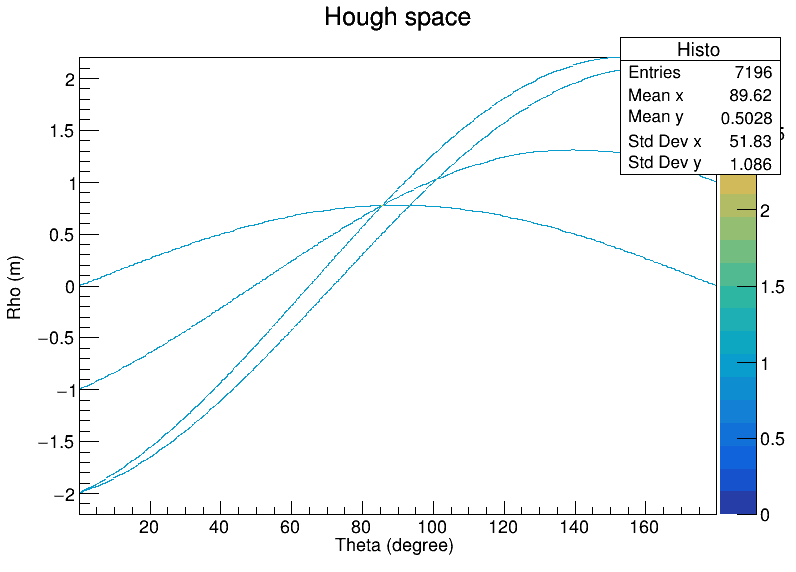 Hough space
Histo
Entries 7196
Mean x 89.62
Mean y 0.5028
Std Dev x 51.83
Std Dev y 1.086
Rho (m)
2
1.5
1
0.5
0
−0.5
−1
−1.5
−2
5
2
1.5
1
0.5
0
20 40 60 80 100 120 140 160
Theta (degree)